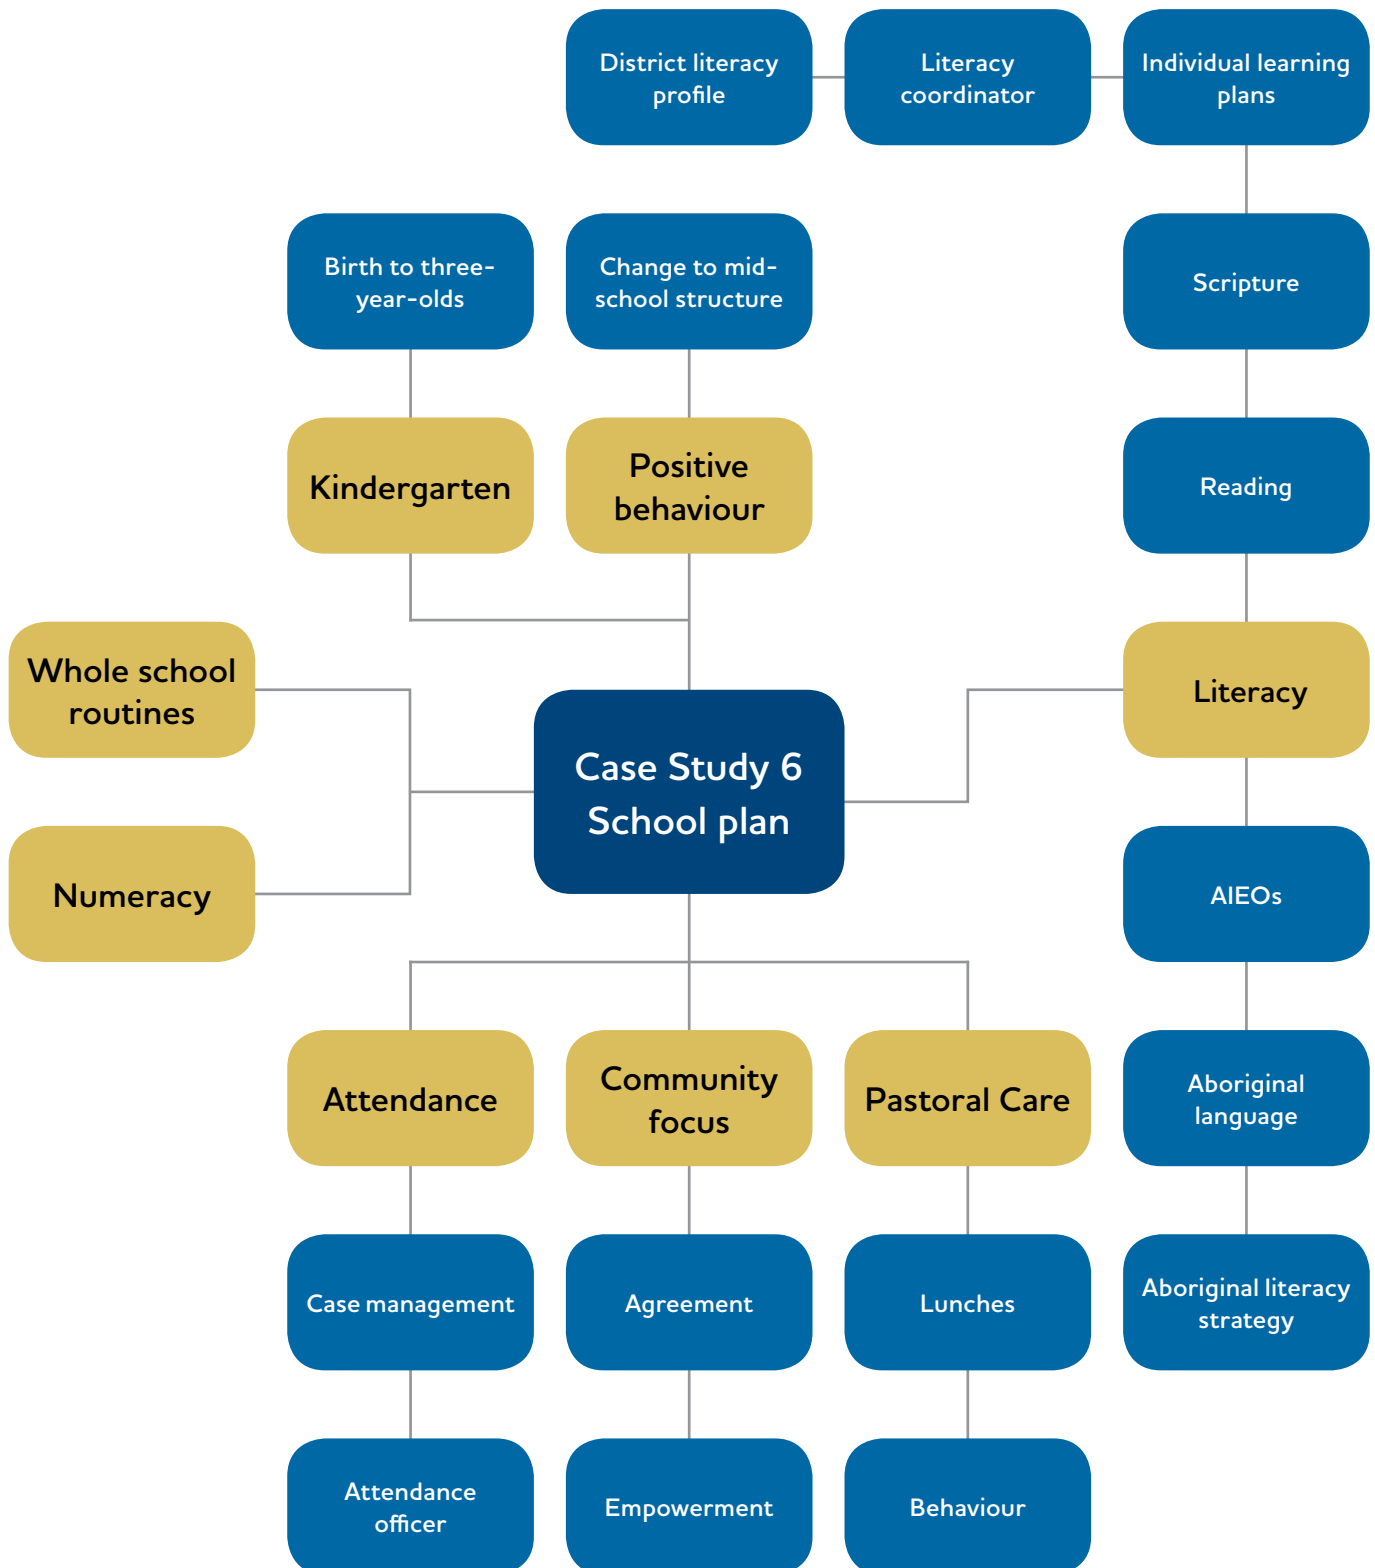 District literacy
profile
Literacy
coordinator
Individual learning
plans
Birth to three-
year-olds
Change to mid-
school structure
Scripture
Kindergarten
Positive
behaviour
Reading
Whole school
routines
Case Study 6
School plan
Literacy
Numeracy
AIEOs
Attendance
Community
focus
Pastoral Care
Aboriginal
language
Case management
Agreement
Lunches
Aboriginal literacy
strategy
Attendance
officer
Empowerment
Behaviour